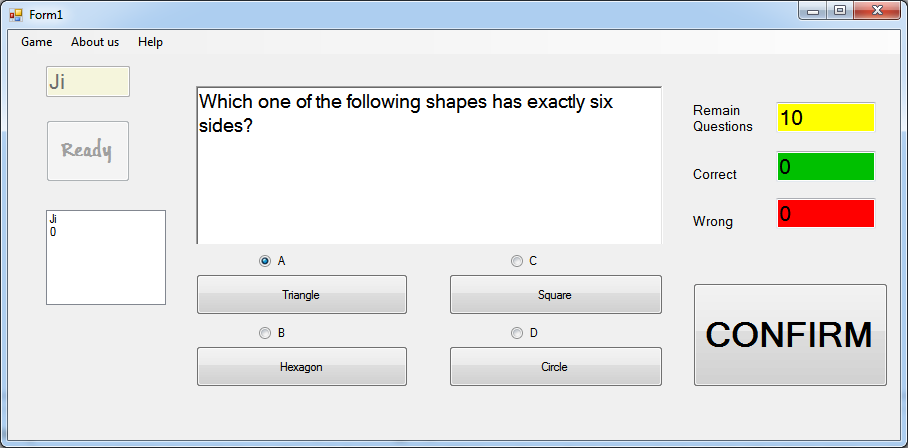 Form1
Game About us Help
Ji
Ready
Ji
0
Which one of the following shapes has exactly six
sides?
A
Triangle
C
Square
B
Hexagon
D
Circle
Remain
Questions
10
Correct
0
Wrong
0
CONFIRM